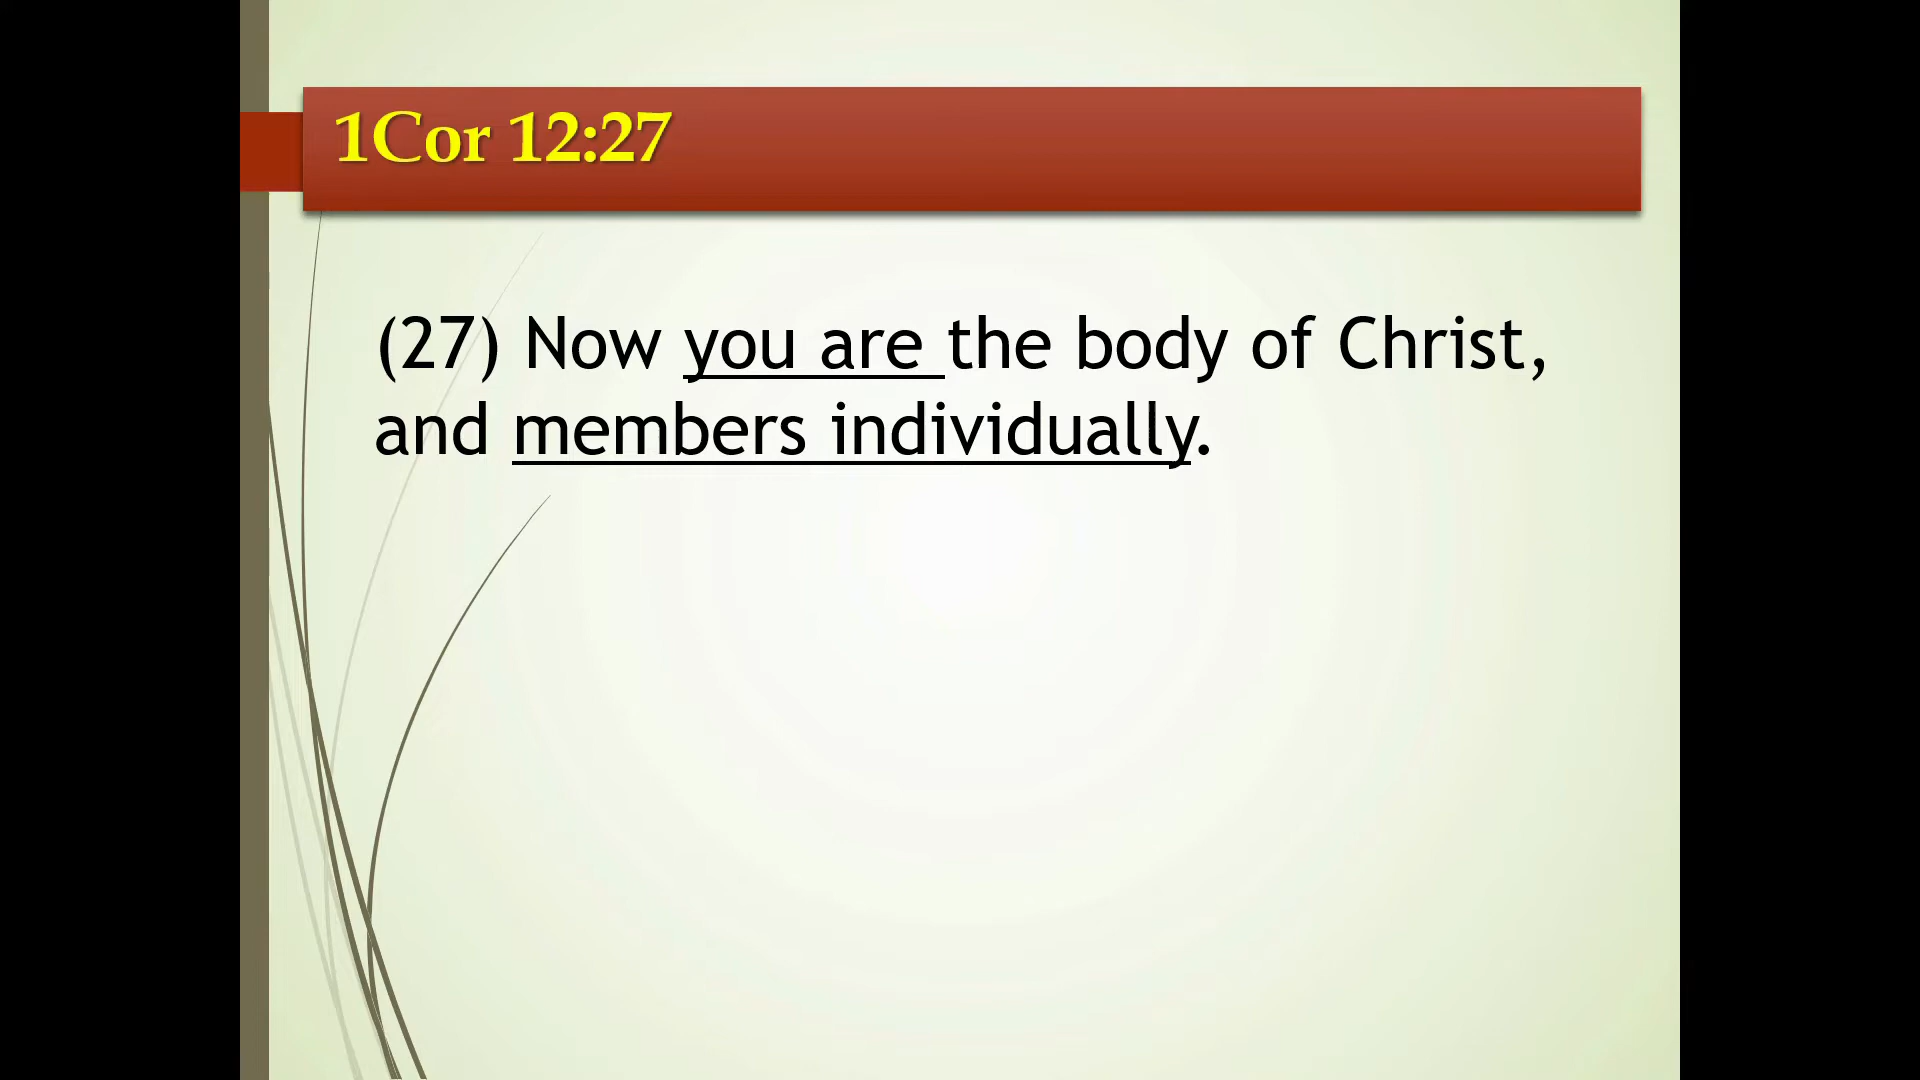 1Cor 12:27
(27) Now you are the body of Christ,
and members individually.